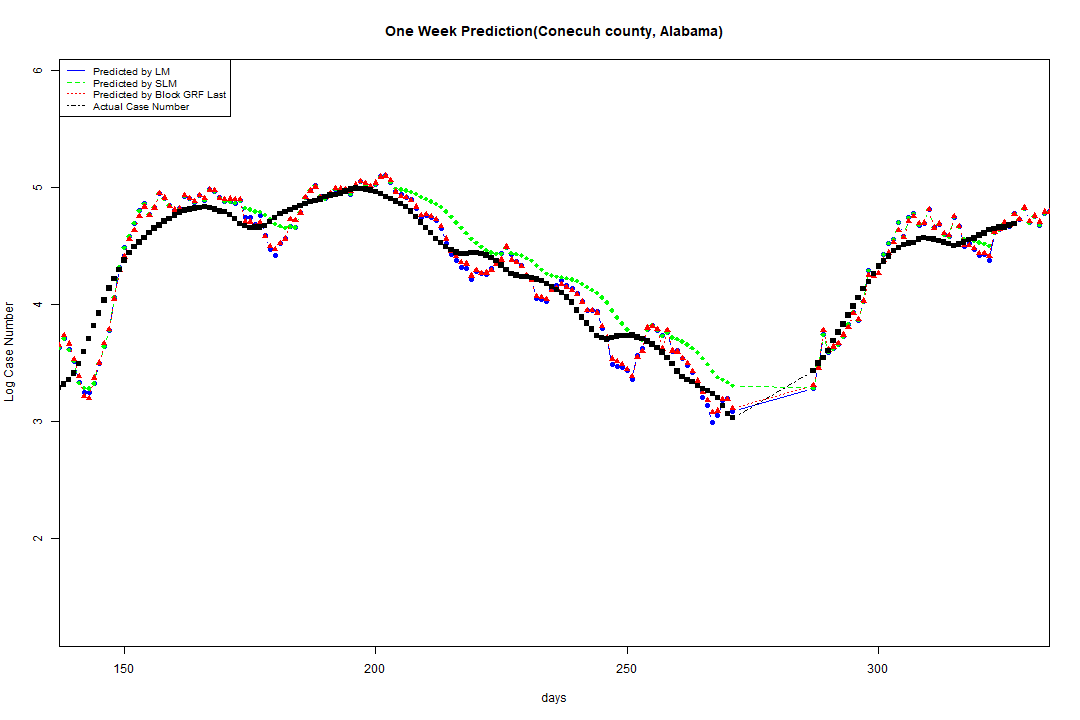 One Week Prediction(Conecuh county, Alabama)
Predicted by LM
Predicted by SLM
Predicted by Block GRF Last
Actual Case Number
6
5
4
3
2
Log Case Number
150 200 250 300
days